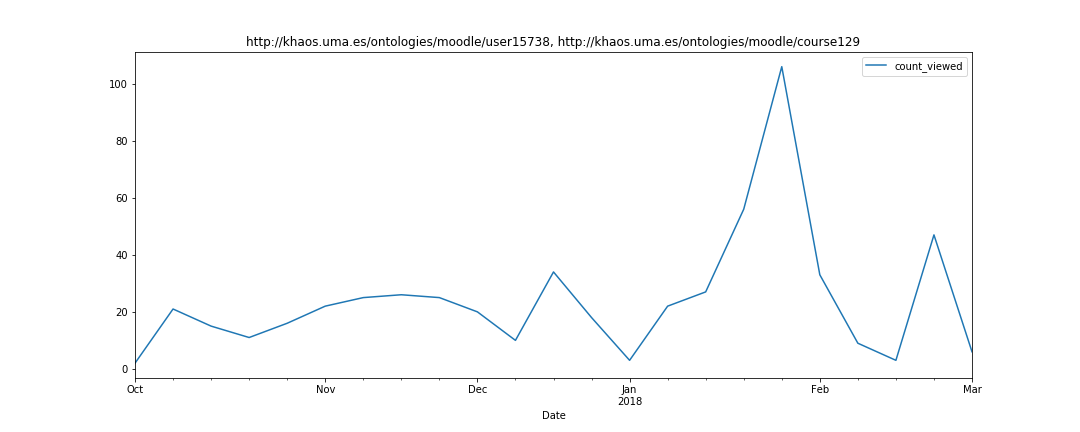 http://khaos.uma.es/ontologies/moodle/user15738, http://khaos.uma.es/ontologies/moodle/course129
count_viewed
100
80
60
40
20
0
Oct Nov Dec Jan Feb Mar
2018
Date